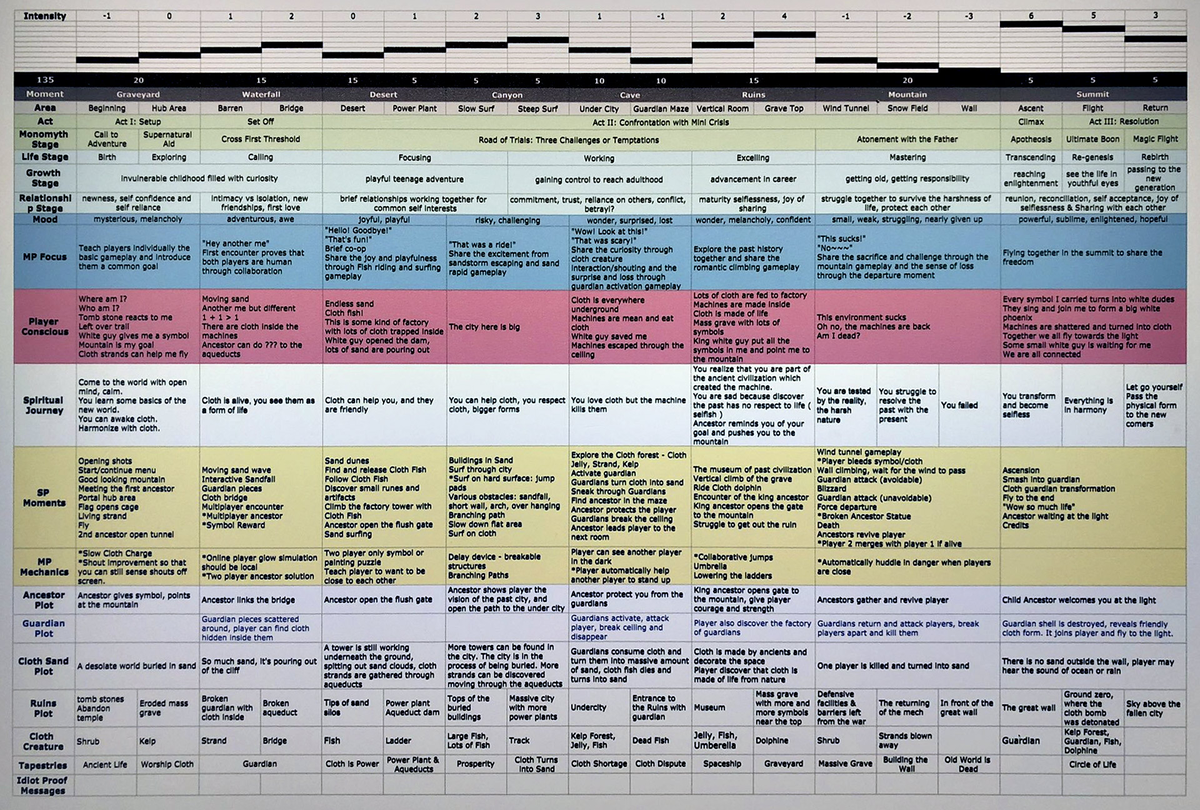 Intensity -1 0 1 2 0 1 2 3 1 -1 2 4 -1 -2 -3 6 5 3
135 20 15 15 5 5 5 10 10 15 20 5 5 5
Moment Graveyard Waterfall Desert Canyon Cave Ruins Mountain Summit
Area Beginning Hub Area Barren Bridge Desert Power Plant Slow Surf Steep Surf Under City Guardian Maze Vertical Room Grave Top Wind Tunnel Snow Field Wall Ascent Flight Return
Act Act I: Setup Set Off Act II: Confrontation with Mini Crisis Climax Act III: Resolution
Monomyth
Stage
Call to
Adventure
Supernatural
Aid
Cross First Threshold
Road of Trials: Three Challenges or Temptations
Atonement with the Father
Apotheosis
Ultimate Boon
Magic Flight
Life Stage Birth Exploring Calling Focusing Working Excelling Mastering Transcending Re-genesis Rebirth
Growth
Stage
invulnerable childhood filled with curiosity
playful teenage adventure
gaining control to reach adulthood
advancement in career
getting old, getting responsibility
reaching
enlightenment
see the life in
youthful eyes
passing to the
new
generation
Relationshi
p Stage
newness, self confidence and
self reliance
intimacy vs isolation, new
friendships, first love
brief relationships working together for
common self interests
commitment, trust, reliance on others, conflict,
betrayl?
maturity selflessness, joy of
sharing
struggle together to survive the harshness of
life, protect each other
reunion, reconciliation, self acceptance, joy of
selflessness & Sharing with each other
Mood mysterious, melancholy adventurous, awe joyful, playful risky, challenging wonder, surprised, lost wonder, melancholy, confident small, weak, struggling, nearly given up powerful, sublime, enlightened, hopeful
MP Focus
Teach players individually the
basic gameplay and introduce
them a common goal
"Hey another me"
First encounter proves that
both players are human
through collaboration
"Hello! Goodbye!"
"That's fun!"
Brief co-op
Share the joy and playfulness
through Fish riding and surfing
gameplay
"That was a ride!"
Share the excitement from
sandstorm escaping and sand
rapid gameplay
"Wow! Look at this!"
"That was scary!"
Share the curiosity through
cloth creature
interaction/shouting and the
surprise and loss through
guardian activation gameplay
Explore the past history
together and share the
romantic climbing gameplay
"This sucks!"
"No~~~"
Share the sacrifice and challenge through the
mountain gameplay and the sense of loss
through the departure moment
Flying together in the summit to share the
freedom
Player
Conscious
Where am I?
Who am I?
Tomb stone reacts to me
Left over trail
White guy gives me a symbol
Mountain is my goal
Cloth strands can help me fly
Moving sand
Another me but different
1 + 1 > 1
There are cloth inside the
machines
Ancestor can do ??? to the
aqueducts
Endless sand
Cloth fish!
This is some kind of factory
with lots of cloth trapped inside
White guy opened the dam,
lots of sand are pouring out
The city here is big
Cloth is everywhere
underground
Machines are mean and eat
cloth
White guy saved me
Machines escaped through the
ceiling
Lots of cloth are fed to factory
Machines are made inside
Cloth is made of life
Mass grave with lots of
symbols
King white guy put all the
symbols in me and point me to
the mountain
This environment sucks
Oh no, the machines are back
Am I dead?
Every symbol I carried turns into white dudes
They sing and join me to form a big white
phoenix
Machines are shattered and turned into cloth
Together we all fly towards the light
Some small white guy is waiting for me
We are all connected
Spiritual
Journey
Come to the world with open
mind, calm.
You learn some basics of the
new world.
You can awake cloth.
Harmonize with cloth.
Cloth is alive, you see them as
a form of life
Cloth can help you, and they
are friendly
You can help cloth, you respect
cloth, bigger forms
You love cloth but the machine
kills them
You realize that you are part of
the ancient civilization which
created the machine.
You are sad because discover
the past has no respect to life (
selfish )
Ancestor reminds you of your
goal and pushes you to the
mountain
You are tested
by the reality,
the harsh
nature
You struggle to
resolve the
past with the
present
You failed
You transform
and become
selfless
Everything is
in harmony
Let go yourself
Pass the
physical form
to the new
comers
SP
Moments
Opening shots
Start/continue menu
Good looking mountain
Meeting the first ancestor
Portal hub area
Flag opens cage
Living strand
Fly
2nd ancestor open tunnel
Moving sand wave
Interactive Sandfall
Guardian pieces
Cloth bridge
Multiplayer encounter
*Multiplayer ancestor
*Symbol Reward
Sand dunes
Find and release Cloth Fish
Follow Cloth Fish
Discover small runes and
artifacts
Climb the factory tower with
Cloth Fish
Ancestor open the flush gate
Sand surfing
Buildings in Sand
Surf through city
*Surf on hard surface: jump
pads
Various obstacles: sandfall,
short wall, arch, over hanging
Branching path
Slow down flat area
Surf on cloth
Explore the Cloth forest - Cloth
Jelly, Strand, Kelp
Activate guardian
Guardians turn cloth into sand
Sneak through Guardians
Find ancestor in the maze
Ancestor protects the player
Guardians break the ceiling
Ancestor leads player to the
next room
The museum of past civilization
Vertical climb of the grave
Ride Cloth dolphin
Encounter of the king ancestor
King ancestor opens the gate
to the mountain
Struggle to get out the ruin
Wind tunnel gameplay
*Player bleeds symbol/cloth
Wall climbing, wait for the wind to pass
Guardian attack (avoidable)
Blizzard
Guardian attack (unavoidable)
Force departure
*Broken Ancestor Statue
Death
Ancestors revive player
*Player 2 merges with player 1 if alive
Ascension
Smash into guardian
Cloth guardian transformation
Fly to the end
"Wow so much life"
Ancestor waiting at the light
Credits
MP
Mechanics
*Slow Cloth Charge
*Shout improvement so that
you can still sense shouts off
screen.
*Online player glow simulation
should be local
*Two player ancestor solution
Two player only symbol or
painting puzzle
Teach player to want to be
close to each other
Delay device - breakable
structures
Branching Paths
Player can see another player
in the dark
*Player automatically help
another player to stand up
*Collaborative jumps
Umbrella
Lowering the ladders
*Automatically huddle in danger when players
are close
Ancestor
Plot
Ancestor gives symbol, points
at the mountain
Ancestor links the bridge
Ancestor open the flush gate
Ancestor shows player the
vision of the past city, and
open the path to the under city
Ancestor protect you from the
guardians
King ancestor opens gate to
the mountain, give player
courage and strength
Ancestors gather and revive player
Child Ancestor welcomes you at the light
Guardian
Plot
Guardian pieces scattered
around, player can find cloth
hidden inside them
Guardians activate, attack
player, break ceiling and
disappear
Player also discover the factory
of guardians
Guardians return and attack players, break
players apart and kill them
Guardian shell is destroyed, reveals friendly
cloth form. It joins player and fly to the light.
Cloth Sand
Plot
A desolate world buried in sand
So much sand, it's pouring out
of the cliff
A tower is still working
underneath the ground,
spitting out sand clouds, cloth
strands are gathered through
aqueducts
More towers can be found in
the city. The city is in the
process of being buried. More
strands can be discovered
moving through the aqueducts
Guardians consume cloth and
turn them into massive amount
of sand, cloth fish dies and
turns into sand
Cloth is made by ancients and
decorate the space
Player discover that cloth is
made of life from nature
One player is killed and turned into sand
There is no sand outside the wall, player may
hear the sound of ocean or rain
Ruins
Plot
tomb stones
Abandon
temple
Eroded mass
grave
Broken
guardian with
cloth inside
Broken
aqueduct
Tips of sand
silos
Power plant
Aqueduct dam
Tops of the
buried
buildings
Massive city
with more
power plants
Undercity
Entrance to
the Ruins with
guardian
Museum
Mass grave
with more and
more symbols
near the top
Defensive
facilities &
barriers left
from the war
The returning
of the mech
In front of the
great wall
The great wall
Ground zero,
where the
cloth bomb
was detonated
Sky above the
fallen city
Cloth
Creature
Shrub
Kelp
Strand
Bridge
Fish
Ladder
Large Fish,
Lots of Fish
Track
Kelp Forest,
Jelly, Fish
Dead Fish
Jelly, Fish,
Umberella
Dolphine
Shrub
Strands blown
away
Guardian
Kelp Forest,
Guardian, Fish,
Dolphine
Tapestries
Ancient Life
Worship Cloth
Guardian
Cloth is Power
Power Plant &
Aqueducts
Prosperity
Cloth Turns
Into Sand
Cloth Shortage
Cloth Dispute
Spaceship
Graveyard
Massive Grave
Building the
Wall
Old World is
Dead
Circle of Life
Idiot Proof
Messages